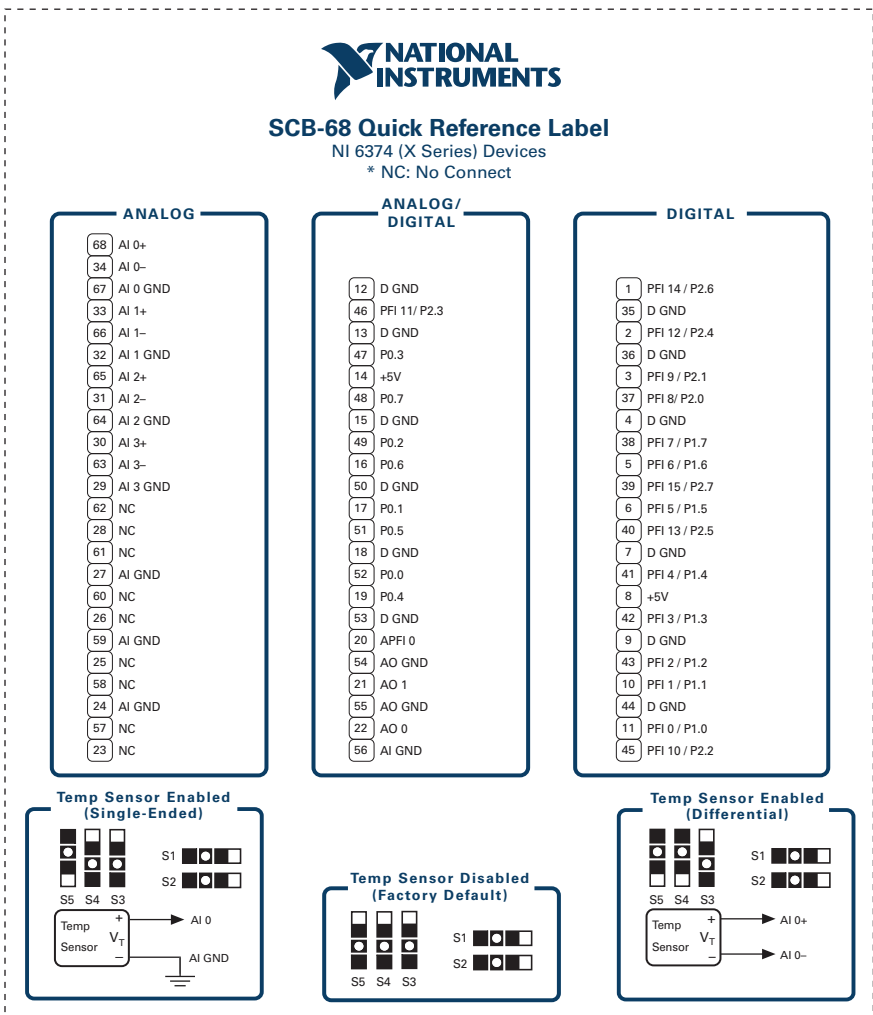 NATIONAL
INSTRUMENTS
SCB-68 Quick Reference Label
NI 6374 (X Series) Devices
* NC: No Connect
ANALOG
68 AI 0+
34 AI 0–
67 AI 0 GND
33 AI 1+
66 AI 1–
32 AI 1 GND
65 AI 2+
31 AI 2–
64 AI 2 GND
30 AI 3+
63 AI 3–
29 AI 3 GND
62 NC
28 NC
61 NC
27 AI GND
60 NC
26 NC
59 AI GND
25 NC
58 NC
24 AI GND
57 NC
23 NC
ANALOG/
DIGITAL
12 D GND
46 PFI 11/ P2.3
13 D GND
47 P0.3
14 +5V
48 P0.7
15 D GND
49 P0.2
16 P0.6
50 D GND
17 P0.1
51 P0.5
18 D GND
52 P0.0
19 P0.4
53 D GND
20 APFI 0
54 AO GND
21 AO 1
55 AO GND
22 AO 0
56 AI GND
DIGITAL
1 PFI 14 / P2.6
35 D GND
2 PFI 12 / P2.4
36 D GND
3 PFI 9 / P2.1
37 PFI 8/ P2.0
4 D GND
38 PFI 7 / P1.7
5 PFI 6 / P1.6
39 PFI 15 / P2.7
6 PFI 5 / P1.5
40 PFI 13 / P2.5
7 D GND
41 PFI 4 / P1.4
8 +5V
42 PFI 3 / P1.3
9 D GND
43 PFI 2 / P1.2
10 PFI 1 / P1.1
44 D GND
11 PFI 0 / P1.0
45 PFI 10 / P2.2
Temp Sensor Enabled
(Single-Ended)
S1
S2
S5 S4 S3
Temp
Sensor
+
VT
–
AI 0
AI GND
Temp Sensor Disabled
(Factory Default)
S1
S2
S5 S4 S3
Temp Sensor Enabled
(Differential)
S1
S2
S5 S4 S3
Temp
Sensor
+
VT
–
AI 0+
AI 0–